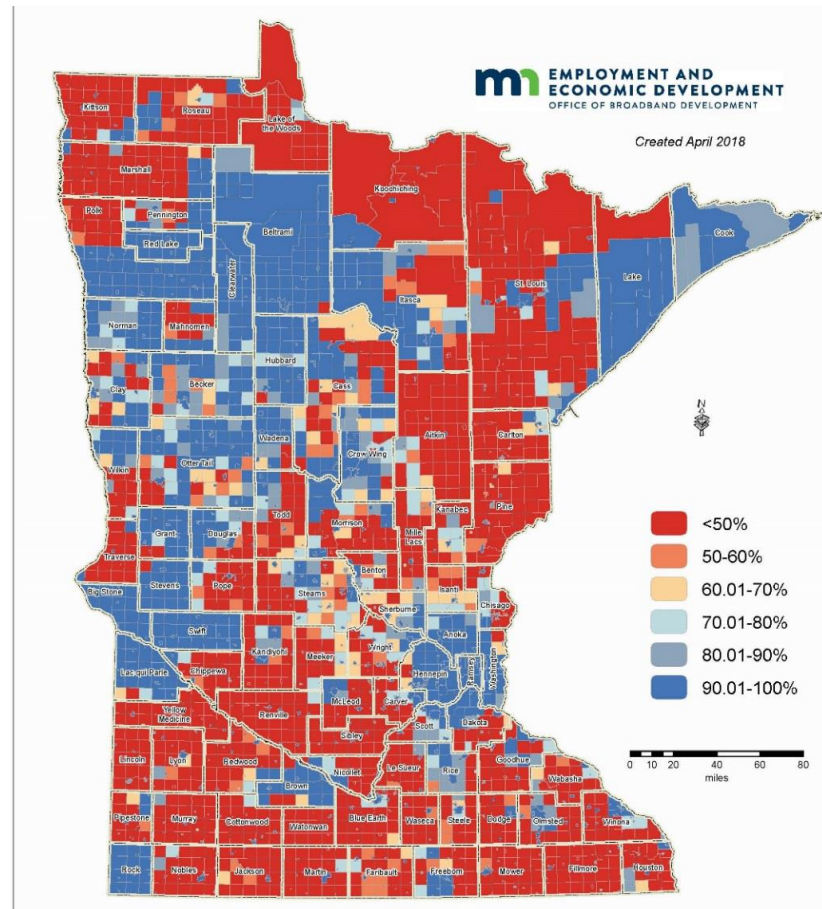 mn EMPLOYMENT AND
ECONOMIC DEVELOPMENT
OFFICE OF BROADBAND DEVELOPMENT
Created April 2018
Kittson
Roseau
Lake of
the Woods
Marshall
Koochiching
Polk
Pennington
Red Lake
Beltrami
Clearwater
Cook
Lake
St. Louis
Itasca
Norman
Mahnomen
Hubbard
Cass
Clay
Becker
Aitkin
Carlton
N
Wadena
Crow Wing
Wilkin
Otter Tail
Pine
Todd
Morrison
Kanabec
Mille
Lacs
Grant
Douglas
Traverse
Benton
Stevens
Pope
Stearns
Isanti
Big Stone
Sherburne
Chisago
Swift
Anoka
Kandiyohi
Meeker
Wright
Hennepin
Ramsey
Washington
Lac qui Parle
Chippewa
McLeod
Carver
Yellow
Medicine
Renville
Scott
Dakota
Sibley
Lincoln
Lyon
Redwood
Nicollet
Le Sueur
Rice
Goodhue
Wabasha
Brown
Pipestone
Murray
Cottonwood
Watonwan
Blue Earth
Waseca
Steele
Dodge
Olmsted
Winona
Rock
Nobles
Jackson
Martin
Faribault
Freeborn
Mower
Fillmore
Houston
<50%
50-60%
60.01-70%
70.01-80%
80.01-90%
90.01-100%
0 10 20 40 60 80
miles